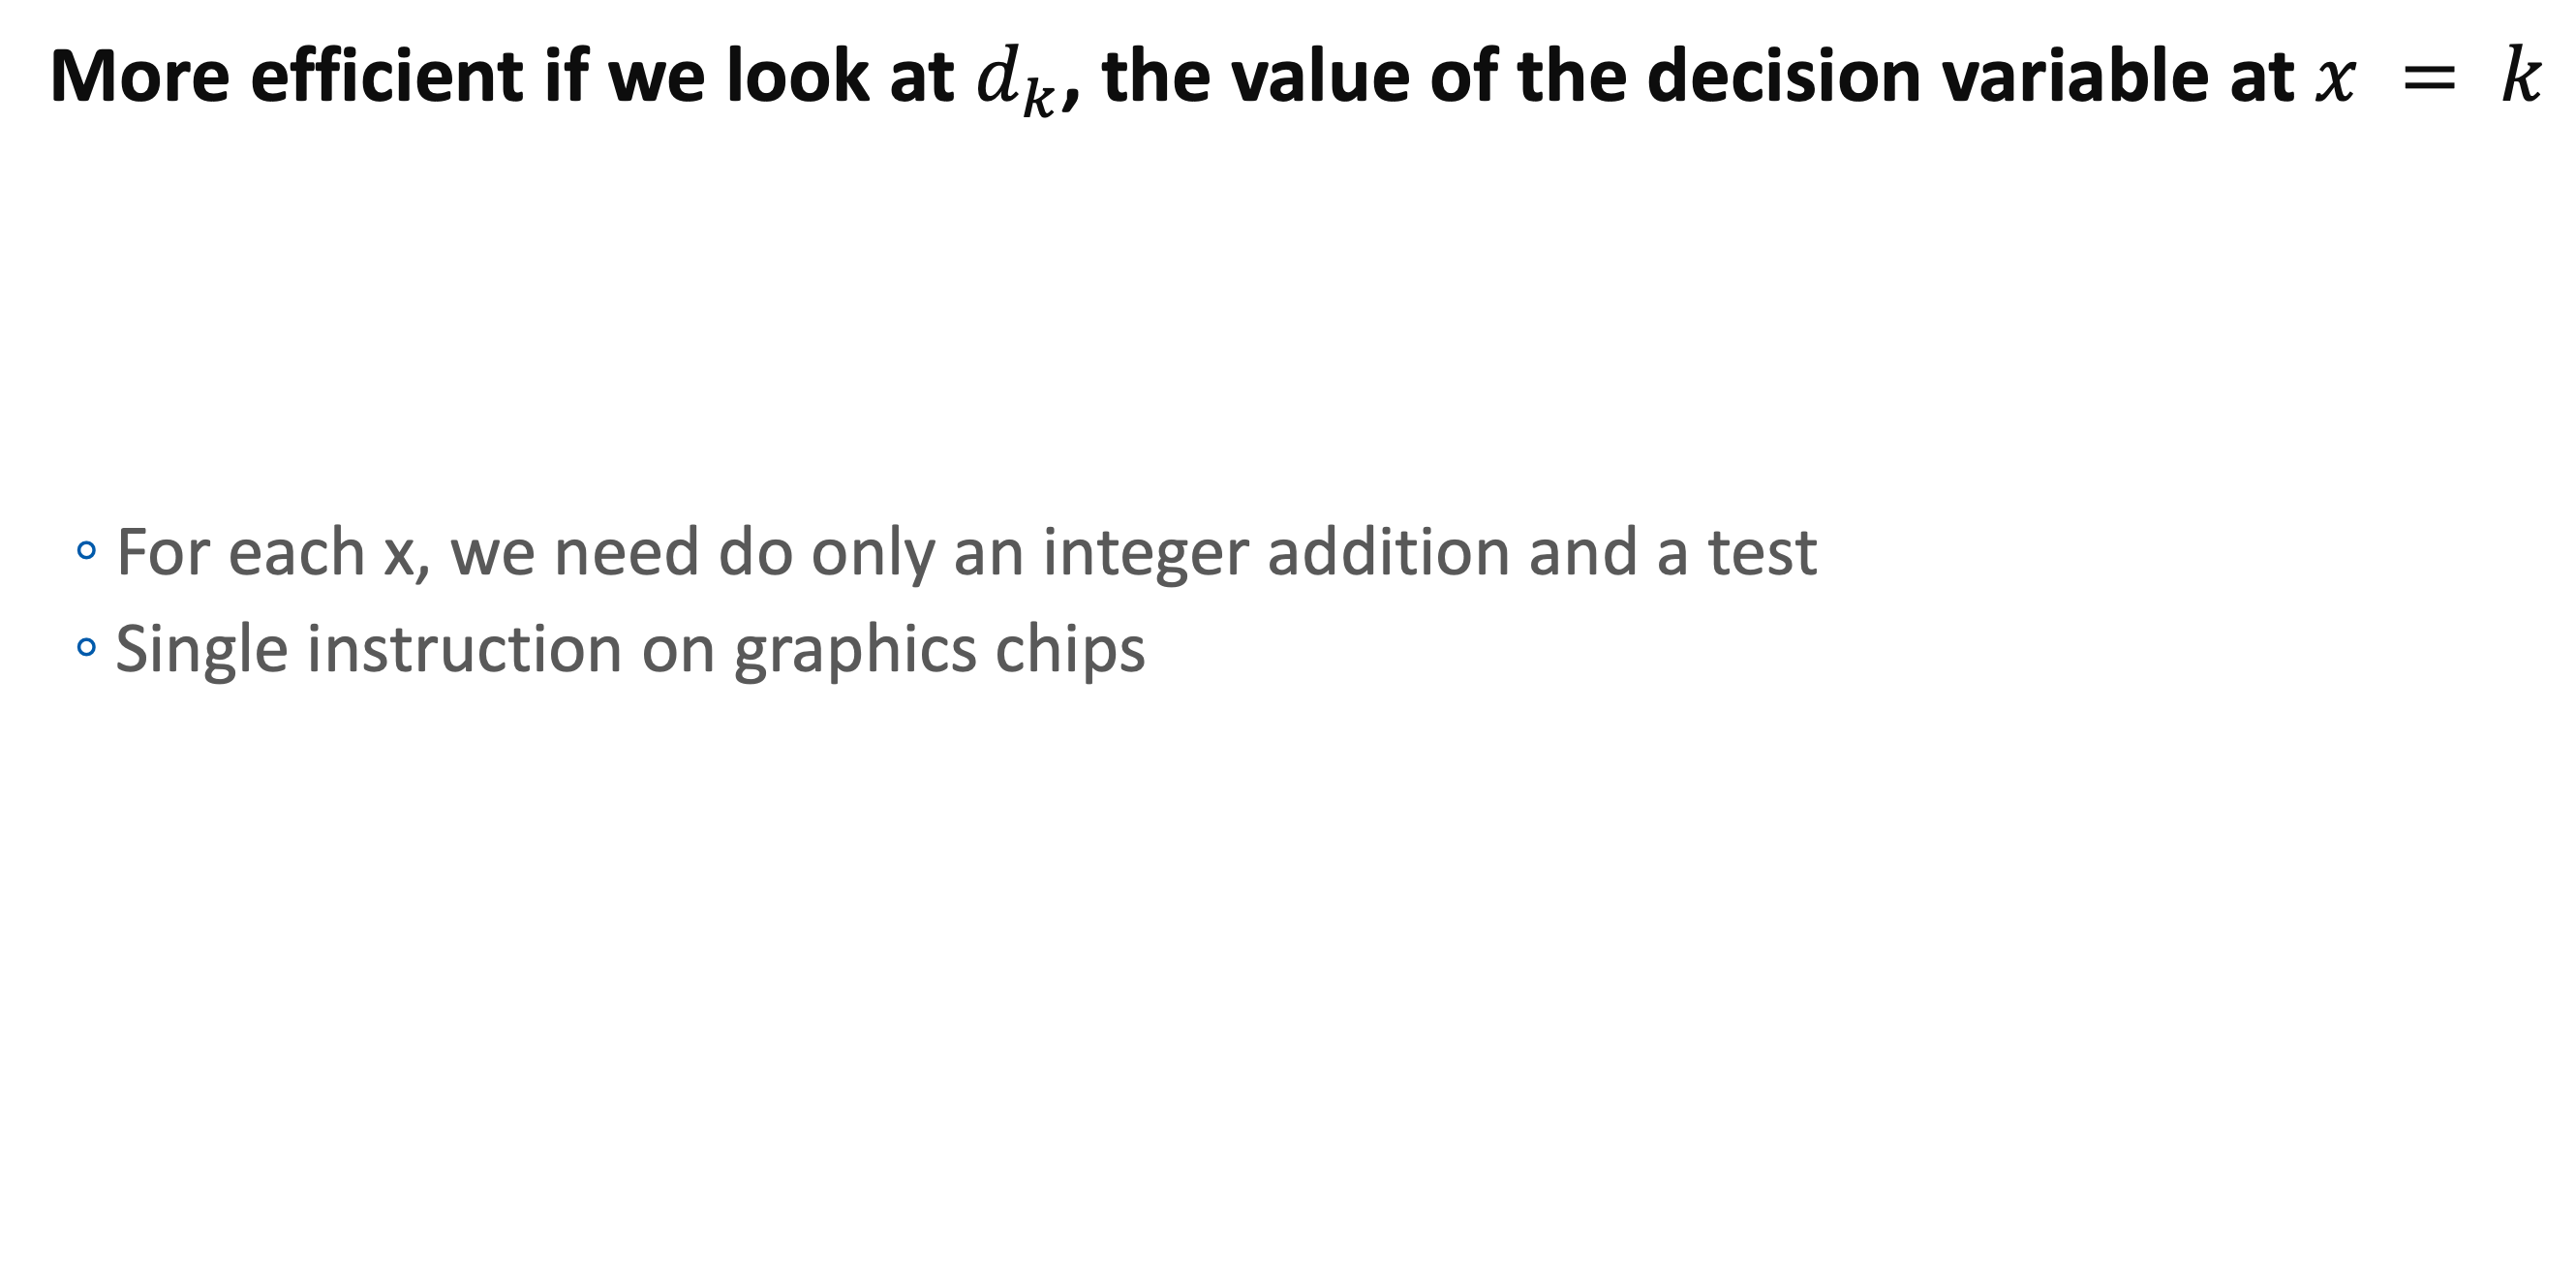 More efficient if we look at d_k, the value of the decision variable at x = k
◦ For each x, we need do only an integer addition and a test
◦ Single instruction on graphics chips